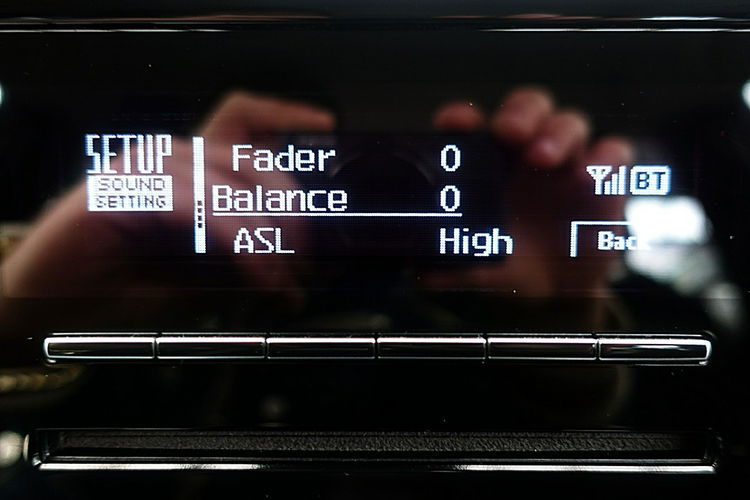 SETUP
SOUND
SETTING
Fader 0
Balance 0
ASL High
BT
Back